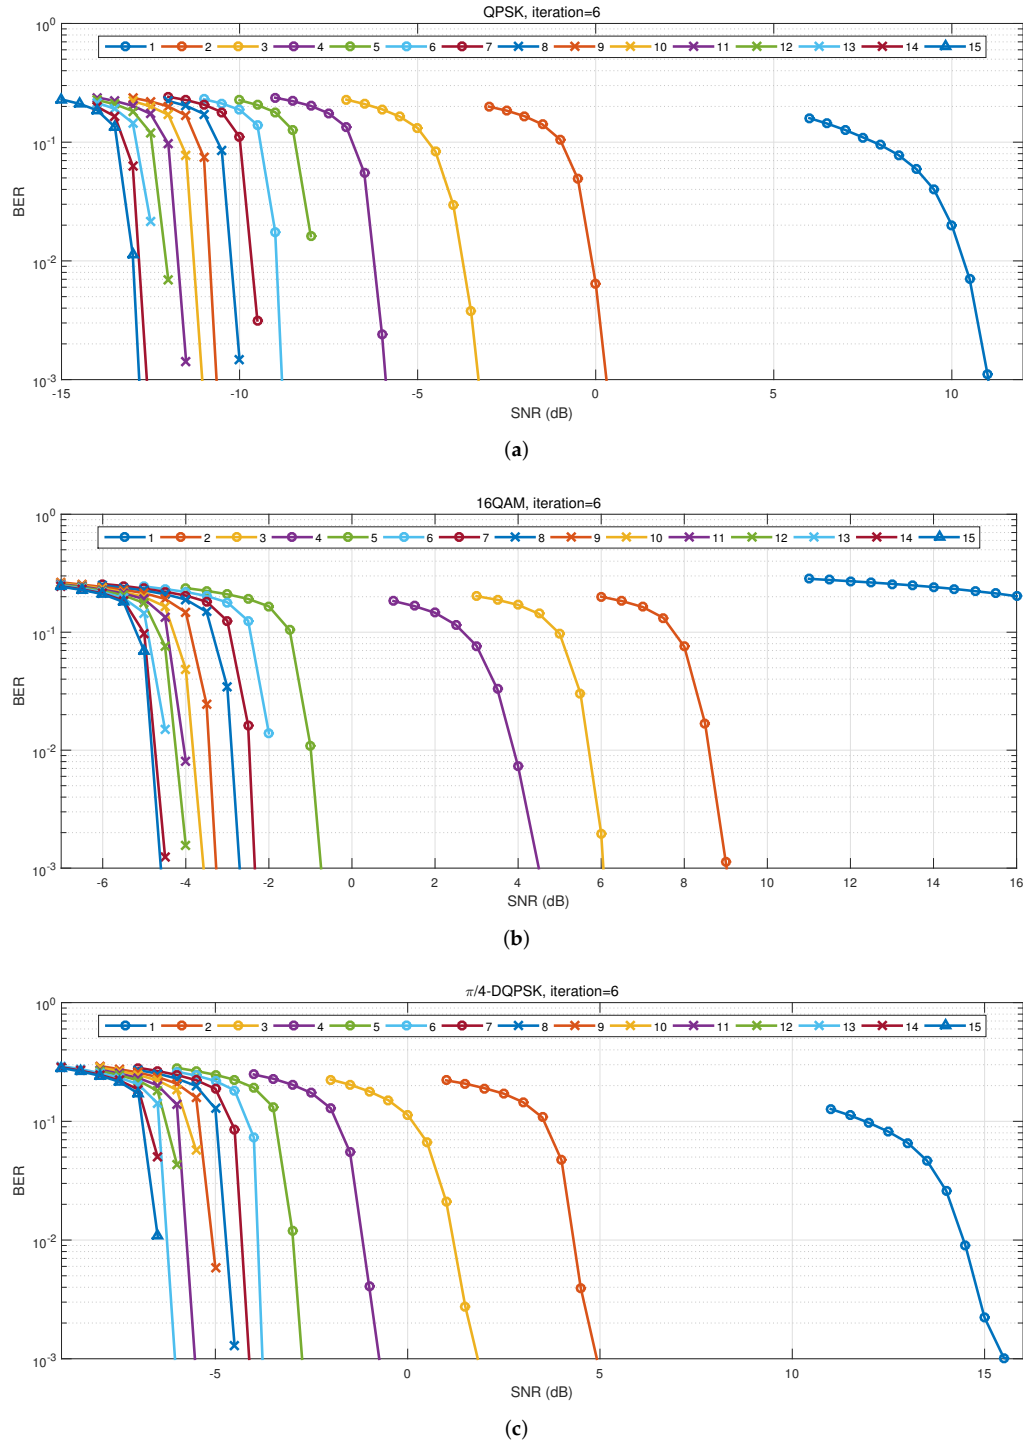 QPSK, iteration=6
10^0
1 2 3 4 5 6 7 8 9 10 11 12 13 14 15
10^-1
BER
10^-2
10^-3
-15 -10 -5 0 5 10
SNR (dB)
(a)
16QAM, iteration=6
10^0
1 2 3 4 5 6 7 8 9 10 11 12 13 14 15
10^-1
BER
10^-2
10^-3
-6 -4 -2 0 2 4 6 8 10 12 14 16
SNR (dB)
(b)
π/4-DQPSK, iteration=6
10^0
1 2 3 4 5 6 7 8 9 10 11 12 13 14 15
10^-1
BER
10^-2
10^-3
-5 0 5 10 15
SNR (dB)
(c)